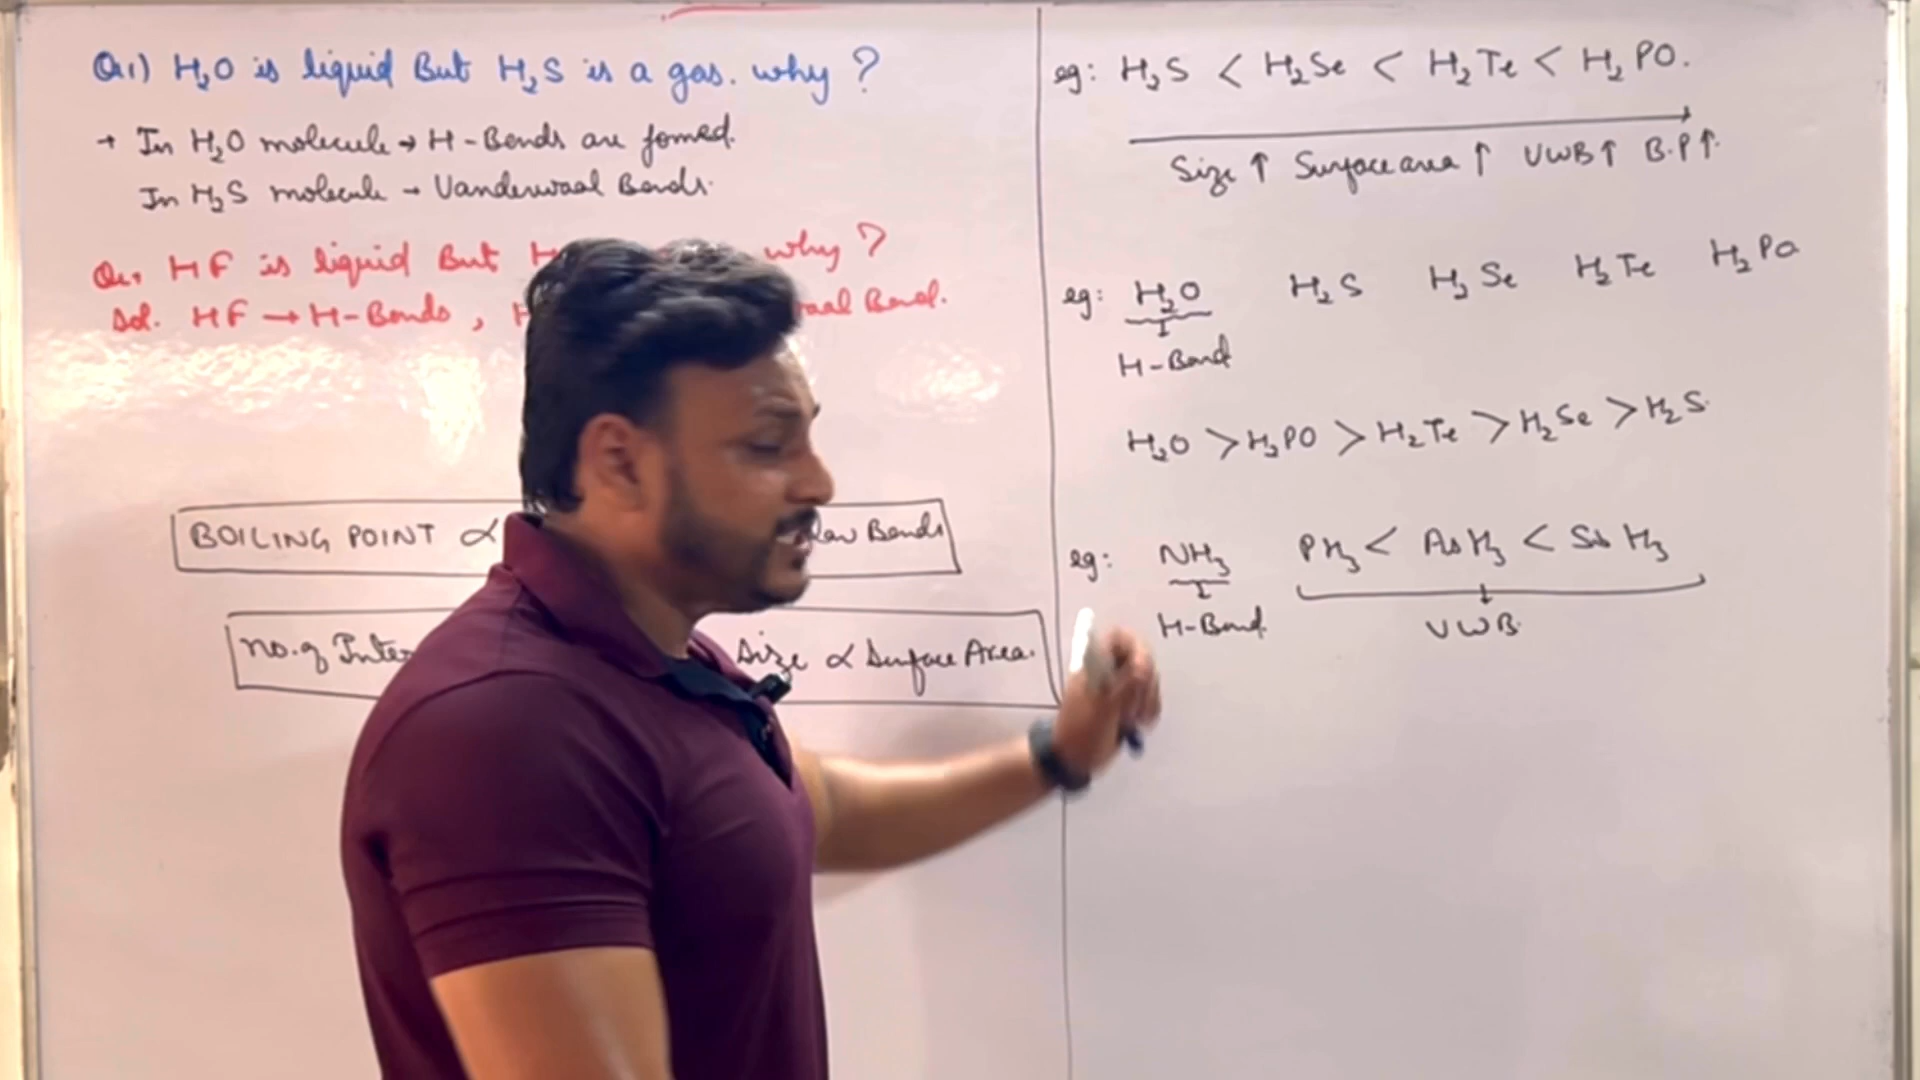 Q.1) H₂O is liquid But H₂S is a gas. why ?
→ In H₂O molecule → H-Bonds are formed.
In H₂S molecule → Vanderwaal Bonds.
Q.2 HF is liquid But H why ?
Sol. HF → H-Bonds , H Bond.
BOILING POINT ∝ Bonds
No. of Inter Size ∝ Surface Area.
eg: H₂S < H₂Se < H₂Te < H₂PO.
Size ↑ Surface area ↑ VWB ↑ B.P ↑.
eg: H₂O H₂S H₂Se H₂Te H₂Po
H-Bond
H₂O > H₂PO > H₂Te > H₂Se > H₂S.
eg: NH₃ PH₃ < AsH₃ < SbH₃
H-Bond VWB.